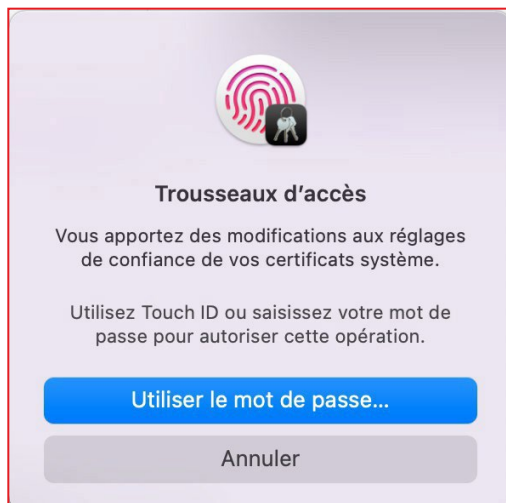 Trousseaux d’accès
Vous apportez des modifications aux réglages
de confiance de vos certificats système.
Utilisez Touch ID ou saisissez votre mot de
passe pour autoriser cette opération.
Utiliser le mot de passe...
Annuler